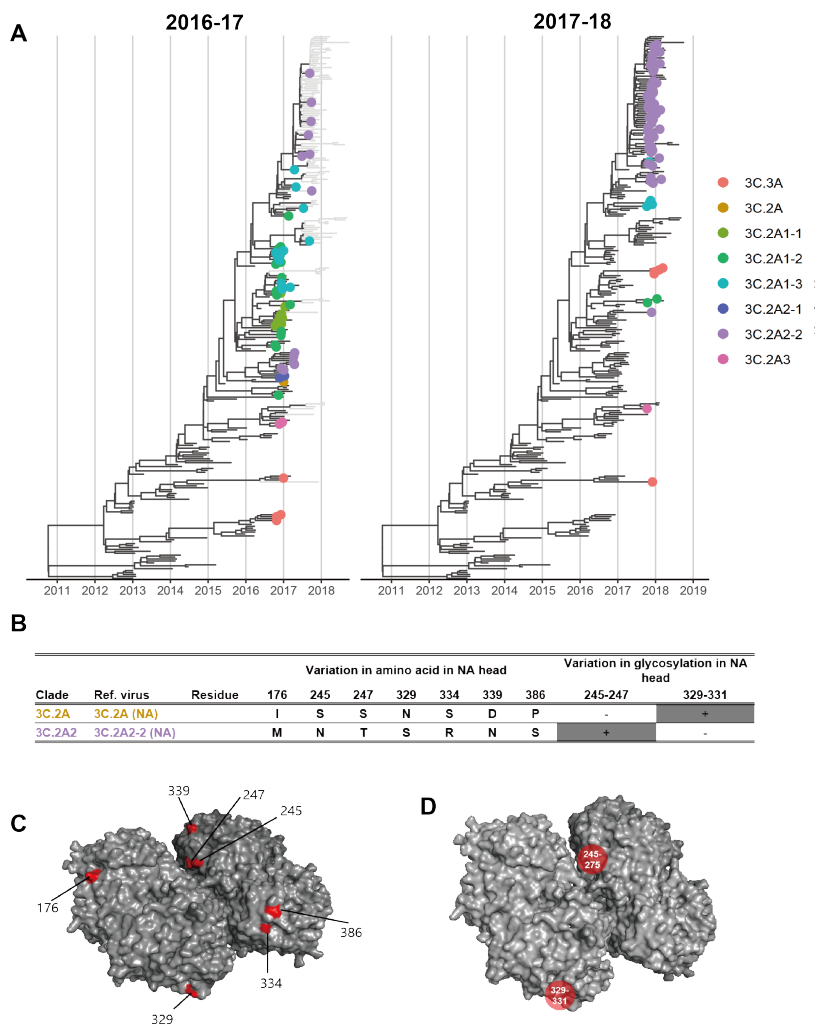 2016-17
2017-18
A
3C.3A
3C.2A
3C.2A1-1
3C.2A1-2
3C.2A1-3
3C.2A2-1
3C.2A2-2
3C.2A3
2011 2012 2013 2014 2015 2016 2017 2018
2011 2012 2013 2014 2015 2016 2017 2018 2019
B
Variation in amino acid in NA head
Variation in glycosylation in NA head
Clade Ref. virus Residue 176 245 247 329 334 339 386 245-247 329-331
3C.2A 3C.2A (NA) I S S N S D P - +
3C.2A2 3C.2A2-2 (NA) M N T S R N S + -
C
339
247
245
176
386
334
329
D
245-
275
329-
331